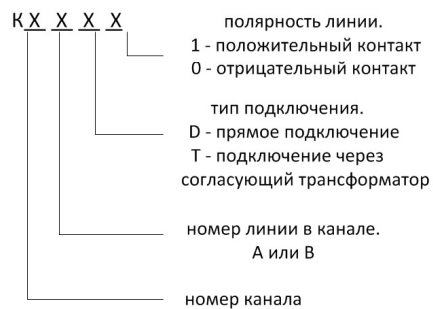 КХ Х Х Х
полярность линии.
1 - положительный контакт
0 - отрицательный контакт
тип подключения.
D - прямое подключение
Т - подключение через
согласующий трансформатор
номер линии в канале.
А или В
номер канала